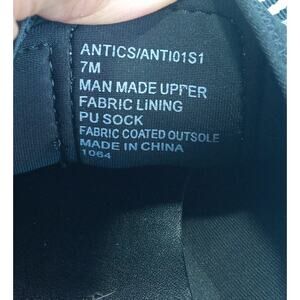 ANTICS/ANTI01S1
7M
MAN MADE UPPER
FABRIC LINING
PU SOCK
FABRIC COATED OUTSOLE
MADE IN CHINA
1064